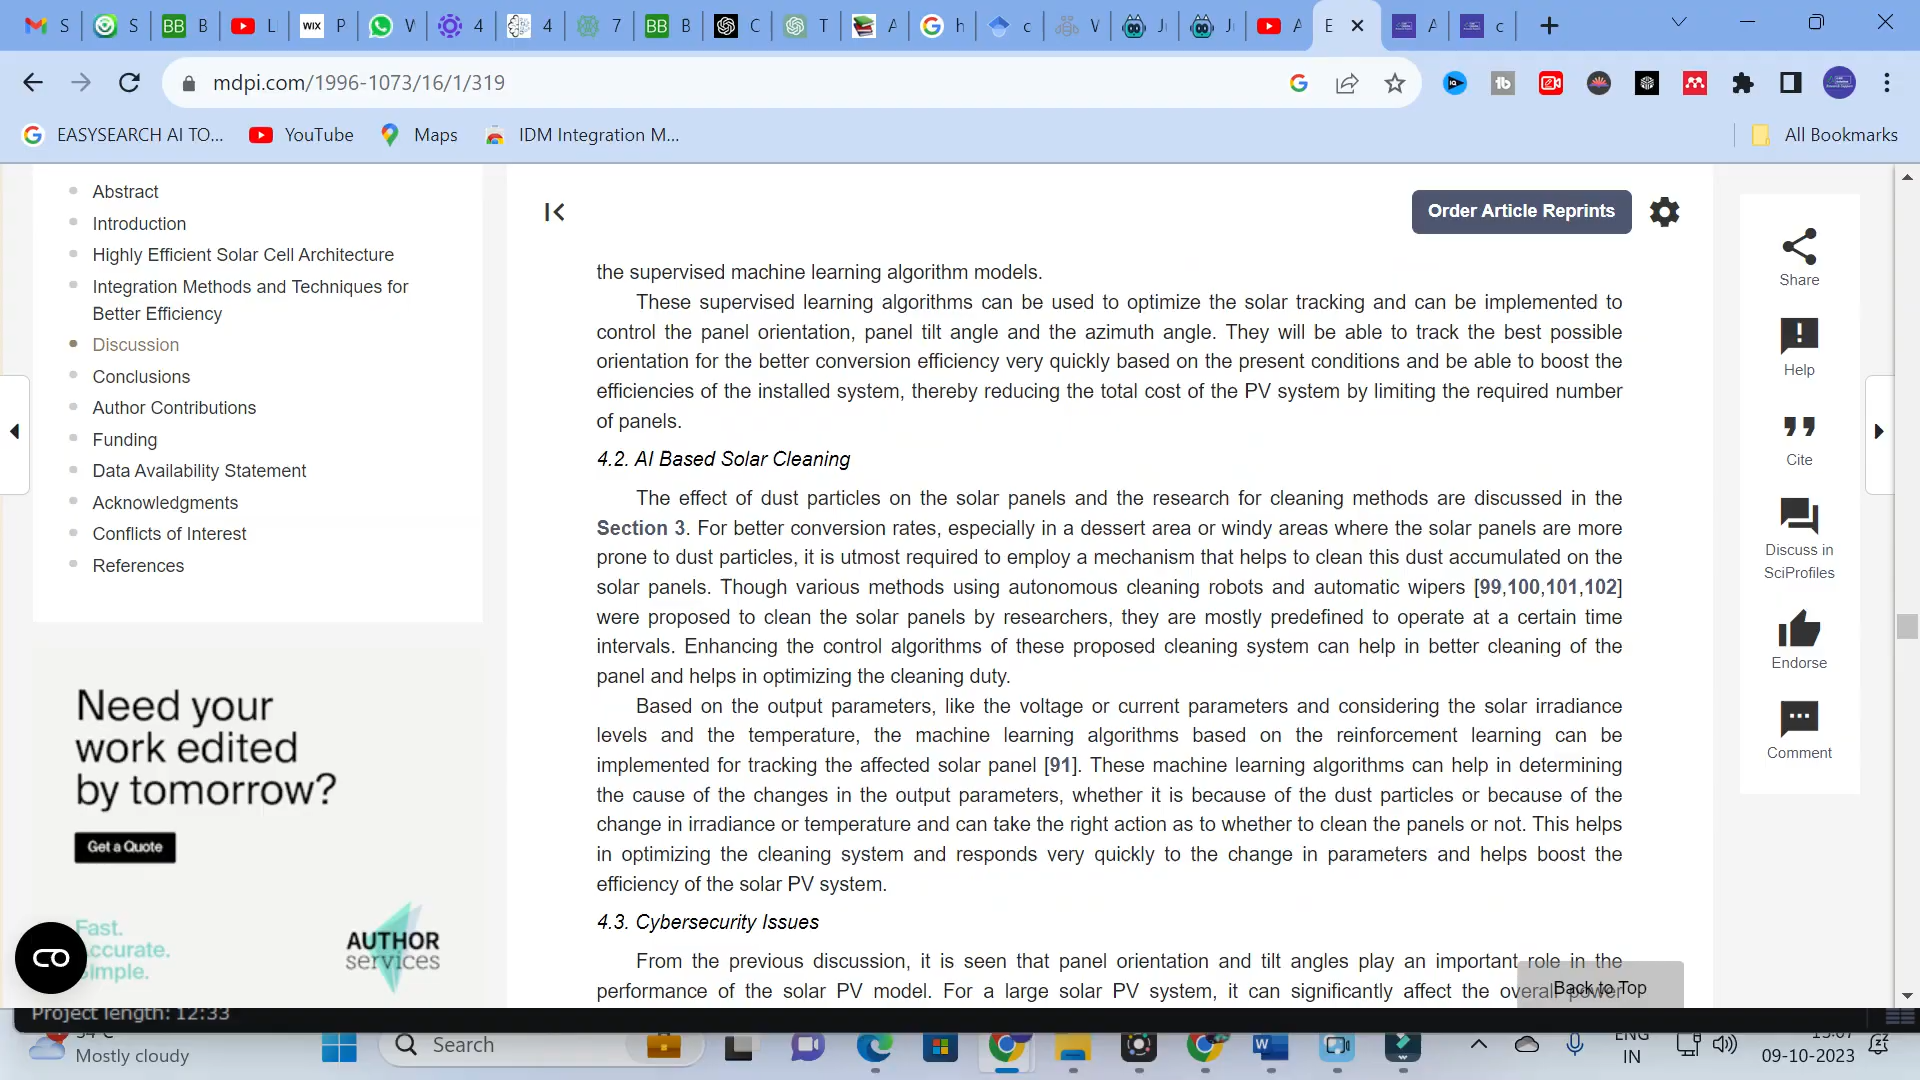 S
S
B
L
P
W
4
4
7
B
C
T
A
h
c
V
A
E
A
c
mdpi.com/1996-1073/16/1/319
EASYSEARCH AI TO...
YouTube
Maps
IDM Integration M...
All Bookmarks
Abstract
Introduction
Highly Efficient Solar Cell Architecture
Integration Methods and Techniques for
Better Efficiency
Discussion
Conclusions
Author Contributions
Funding
Data Availability Statement
Acknowledgments
Conflicts of Interest
References
Need your
work edited
by tomorrow?
Get a Quote
Fast.
AUTHOR
services
Order Article Reprints
the supervised machine learning algorithm models.
These supervised learning algorithms can be used to optimize the solar tracking and can be implemented to
control the panel orientation, panel tilt angle and the azimuth angle. They will be able to track the best possible
orientation for the better conversion efficiency very quickly based on the present conditions and be able to boost the
efficiencies of the installed system, thereby reducing the total cost of the PV system by limiting the required number
of panels.
4.2. AI Based Solar Cleaning
The effect of dust particles on the solar panels and the research for cleaning methods are discussed in the
Section 3. For better conversion rates, especially in a dessert area or windy areas where the solar panels are more
prone to dust particles, it is utmost required to employ a mechanism that helps to clean this dust accumulated on the
solar panels. Though various methods using autonomous cleaning robots and automatic wipers [99,100,101,102]
were proposed to clean the solar panels by researchers, they are mostly predefined to operate at a certain time
intervals. Enhancing the control algorithms of these proposed cleaning system can help in better cleaning of the
panel and helps in optimizing the cleaning duty.
Based on the output parameters, like the voltage or current parameters and considering the solar irradiance
levels and the temperature, the machine learning algorithms based on the reinforcement learning can be
implemented for tracking the affected solar panel [91]. These machine learning algorithms can help in determining
the cause of the changes in the output parameters, whether it is because of the dust particles or because of the
change in irradiance or temperature and can take the right action as to whether to clean the panels or not. This helps
in optimizing the cleaning system and responds very quickly to the change in parameters and helps boost the
efficiency of the solar PV system.
4.3. Cybersecurity Issues
From the previous discussion, it is seen that panel orientation and tilt angles play an important role in the
performance of the solar PV model. For a large solar PV system, it can significantly affect the overall power
Back to Top
Share
Help
Cite
Discuss in
SciProfiles
Endorse
Comment
Project length: 12:33
Mostly cloudy
Search
ENG
IN
09-10-2023